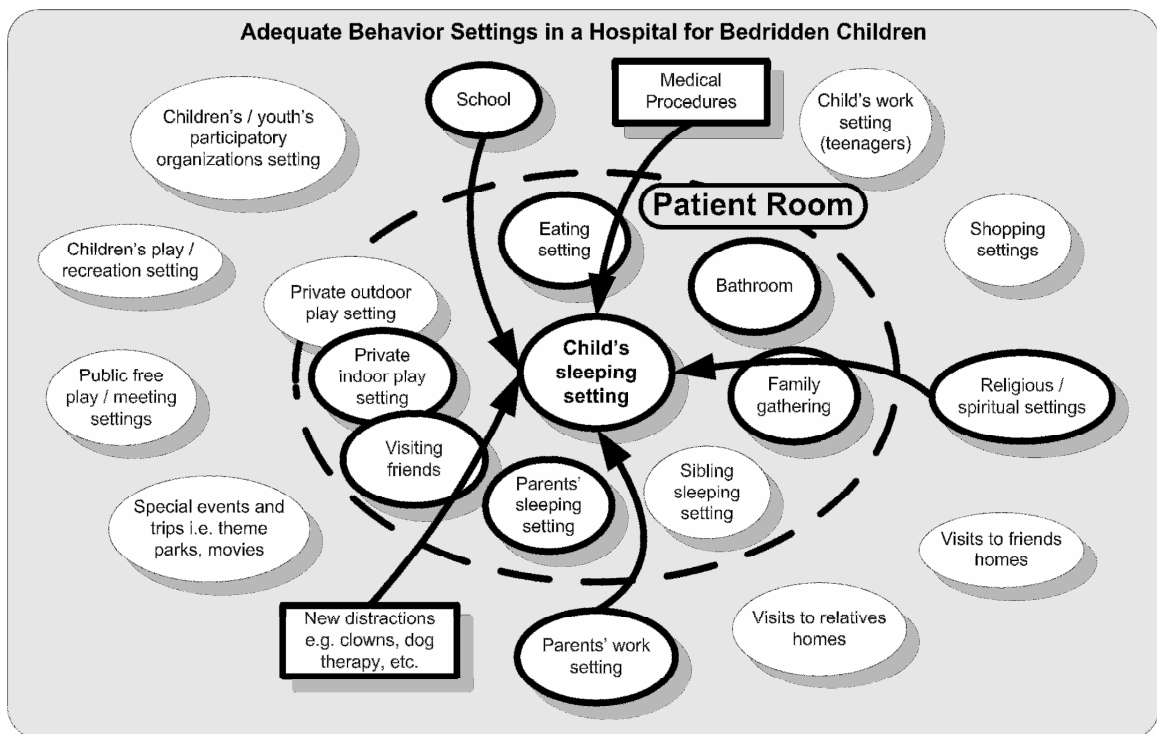 Adequate Behavior Settings in a Hospital for Bedridden Children
School
Medical
Procedures
Child's work
setting
(teenagers)
Children's / youth's
participatory
organizations setting
Patient Room
Eating
setting
Shopping
settings
Children's play /
recreation setting
Bathroom
Private outdoor
play setting
Child's
sleeping
setting
Private
indoor play
setting
Family
gathering
Religious /
spiritual settings
Public free
play / meeting
settings
Visiting
friends
Parents'
sleeping
setting
Sibling
sleeping
setting
Special events and
trips i.e. theme
parks, movies
Visits to friends
homes
New distractions
e.g. clowns, dog
therapy, etc.
Parents' work
setting
Visits to relatives
homes